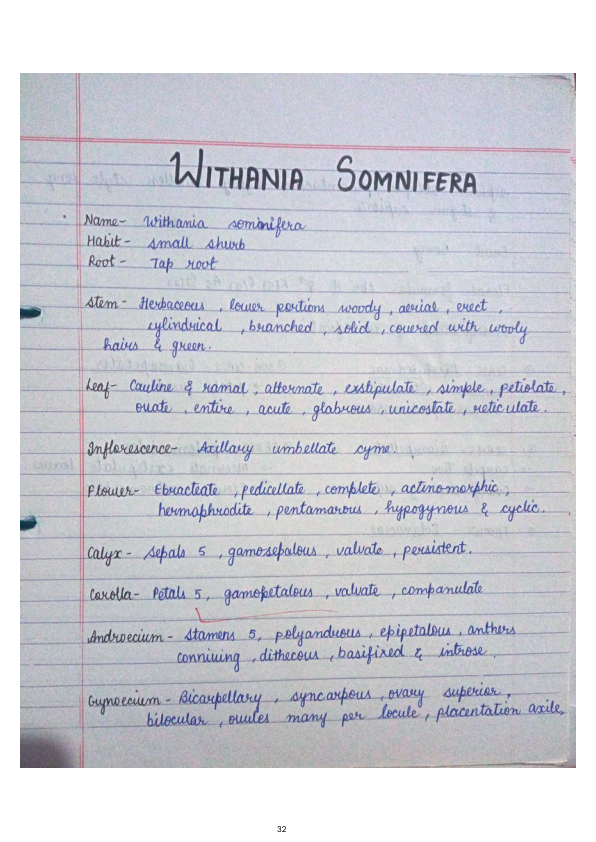 WITHANIA SOMNIFERA
Name- Withania somnifera
Habit- small shurb
Root- Tap root
Stem- Herbaceous, lower portions woody, aerial, erect,
cylindrical, branched, solid, covered with wooly
hairs & green.
Leaf- Cauline & ramal, alternate, exstipulate, simple, petiolate,
ovate, entire, acute, glabrous, unicostate, reticulate.
Inflorescence- Axillary umbellate cyme.
Flower- Ebracteate, pedicellate, complete, actinomorphic,
hermaphrodite, pentamarous, hypogynous & cyclic.
Calyx- Sepals 5, gamosepalous, valvate, persistent.
Corolla- Petals 5, gamopetalous, valvate, companulate
Androecium- Stamens 5, polyanduous, epipetalous, anthers
conniving, dithecous, basifixed & introse.
Gynoecium- Bicarpellary, syncarpous, ovary superior,
bilocular, ovules many per locule, placentation axile.
32